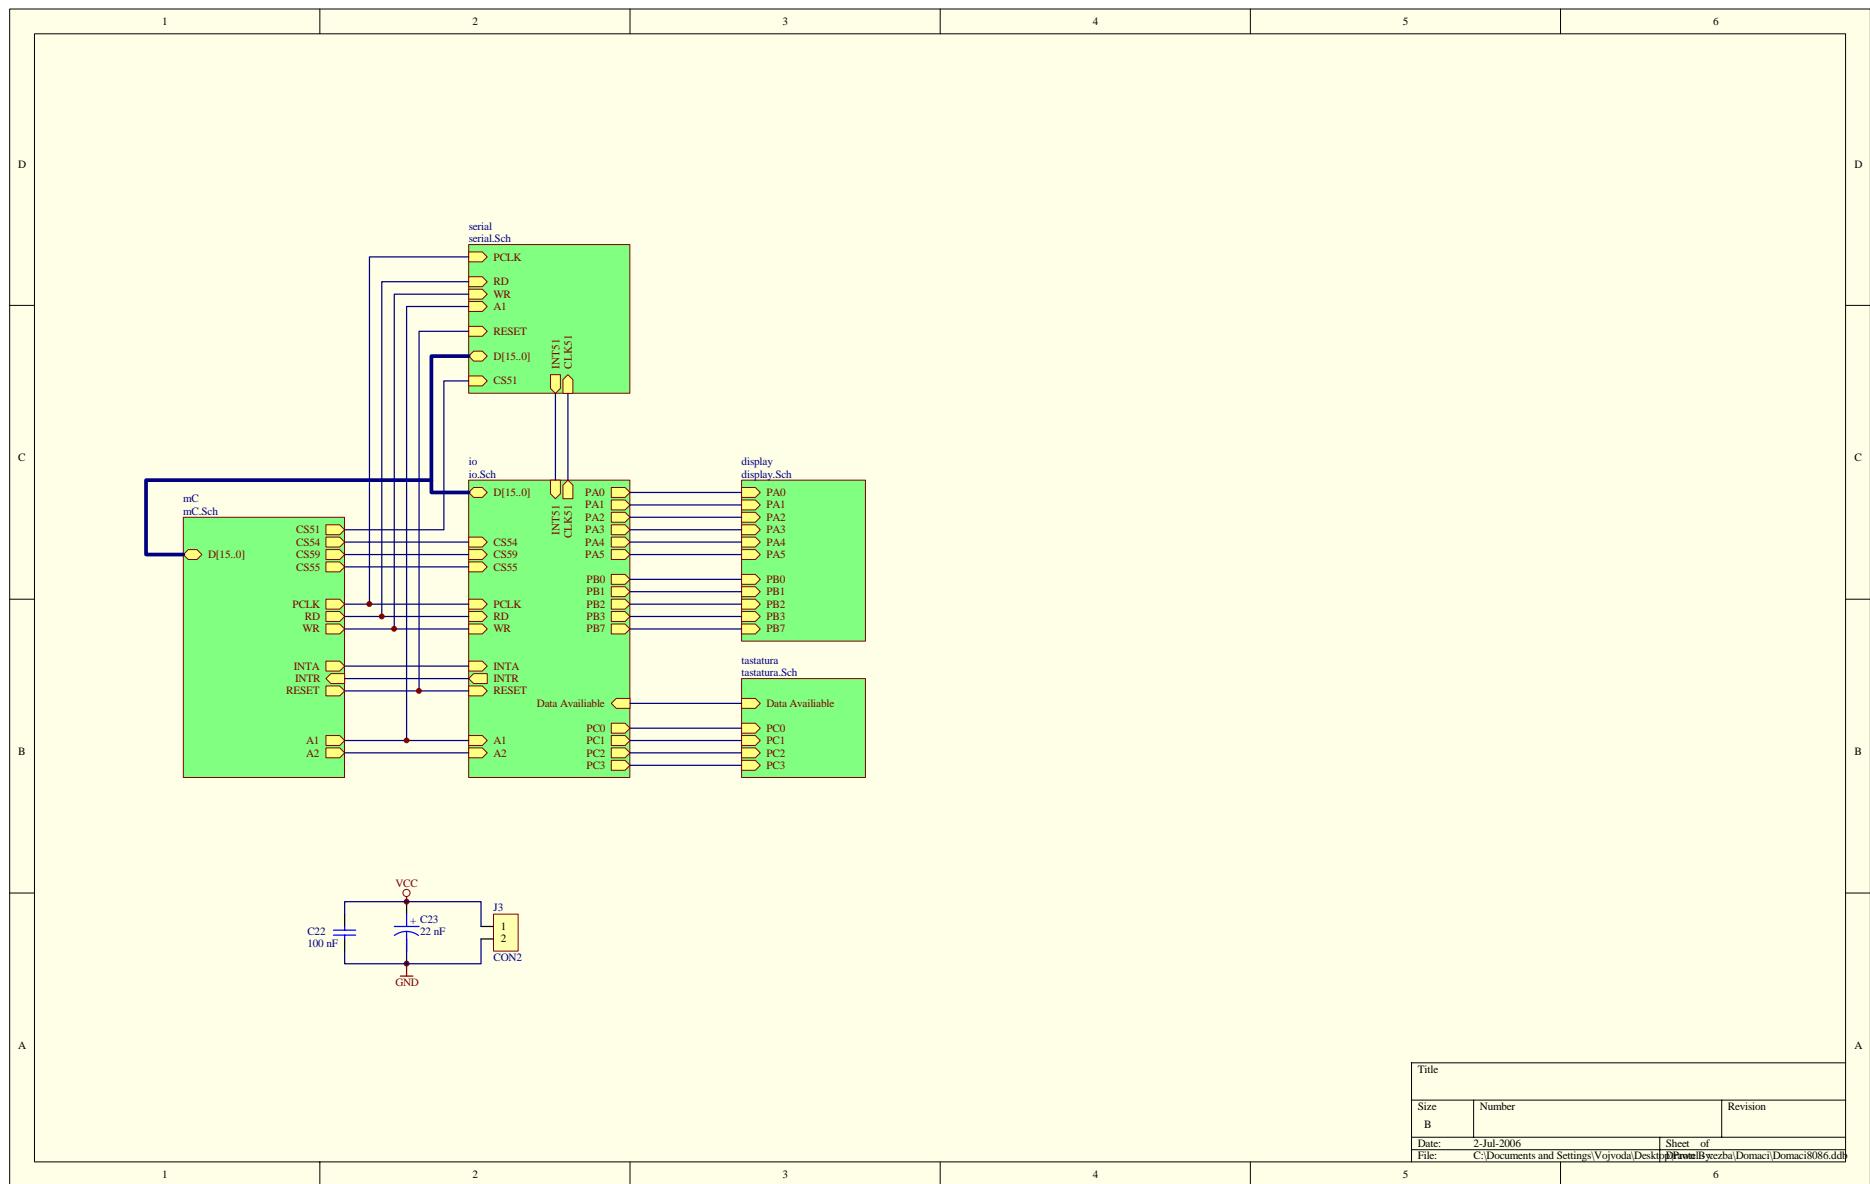 1 2 3 4 5 6
D D
serial
serial.Sch
PCLK
RD
WR
A1
RESET
D[15..0]
CS51
INT51
CLK51
C C
io
io.Sch
D[15..0]
INT51
CLK51
CS54
CS59
CS55
PCLK
RD
WR
INTA
INTR
RESET
A1
A2
PA0
PA1
PA2
PA3
PA4
PA5
PB0
PB1
PB2
PB3
PB7
Data Availiable
PC0
PC1
PC2
PC3
display
display.Sch
PA0
PA1
PA2
PA3
PA4
PA5
PB0
PB1
PB2
PB3
PB7
mC
mC.Sch
D[15..0]
CS51
CS54
CS59
CS55
PCLK
RD
WR
INTA
INTR
RESET
A1
A2
tastatura
tastatura.Sch
Data Availiable
PC0
PC1
PC2
PC3
B B
VCC
C22
100 nF
+ C23
22 nF
J3
1
2
CON2
GND
A A
Title
Size Number Revision
B
Date: 2-Jul-2006 Sheet of
File: C:\Documents and Settings\Vojvoda\Desktop\ezba\Domaci\Domaci8086.ddb
1 2 3 4 5 6